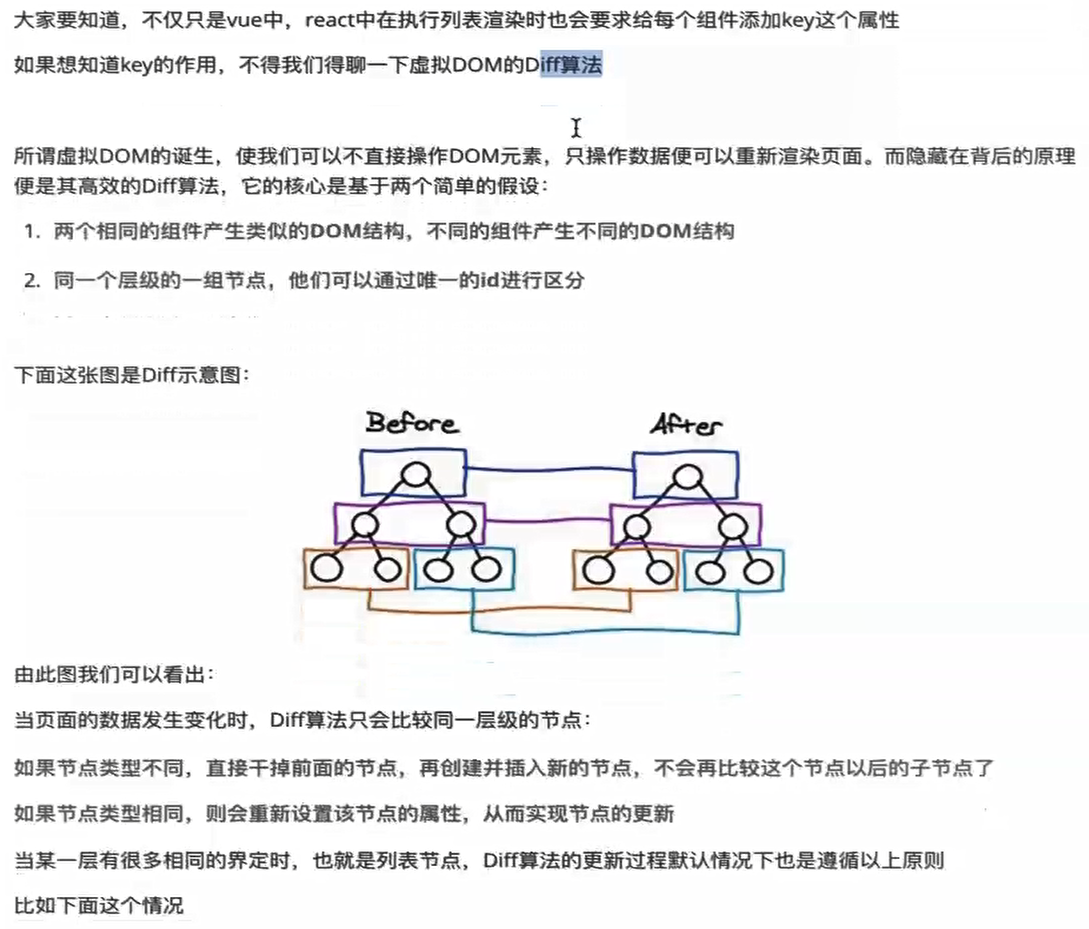 大家要知道，不仅只是vue中，react中在执行列表渲染时也会要求给每个组件添加key这个属性
如果想知道key的作用，不得我们得聊一下虚拟DOM的Diff算法
所谓虚拟DOM的诞生，使我们可以不直接操作DOM元素，只操作数据便可以重新渲染页面。而隐藏在背后的原理
便是其高效的Diff算法，它的核心是基于两个简单的假设：
1. 两个相同的组件产生类似的DOM结构，不同的组件产生不同的DOM结构
2. 同一个层级的一组节点，他们可以通过唯一的id进行区分
下面这张图是Diff示意图：
Before After
由此图我们可以看出：
当页面的数据发生变化时，Diff算法只会比较同一层级的节点：
如果节点类型不同，直接干掉前面的节点，再创建并插入新的节点，不会再比较这个节点以后的子节点了
如果节点类型相同，则会重新设置该节点的属性，从而实现节点的更新
当某一层有很多相同的界定时，也就是列表节点，Diff算法的更新过程默认情况下也是遵循以上原则
比如下面这个情况